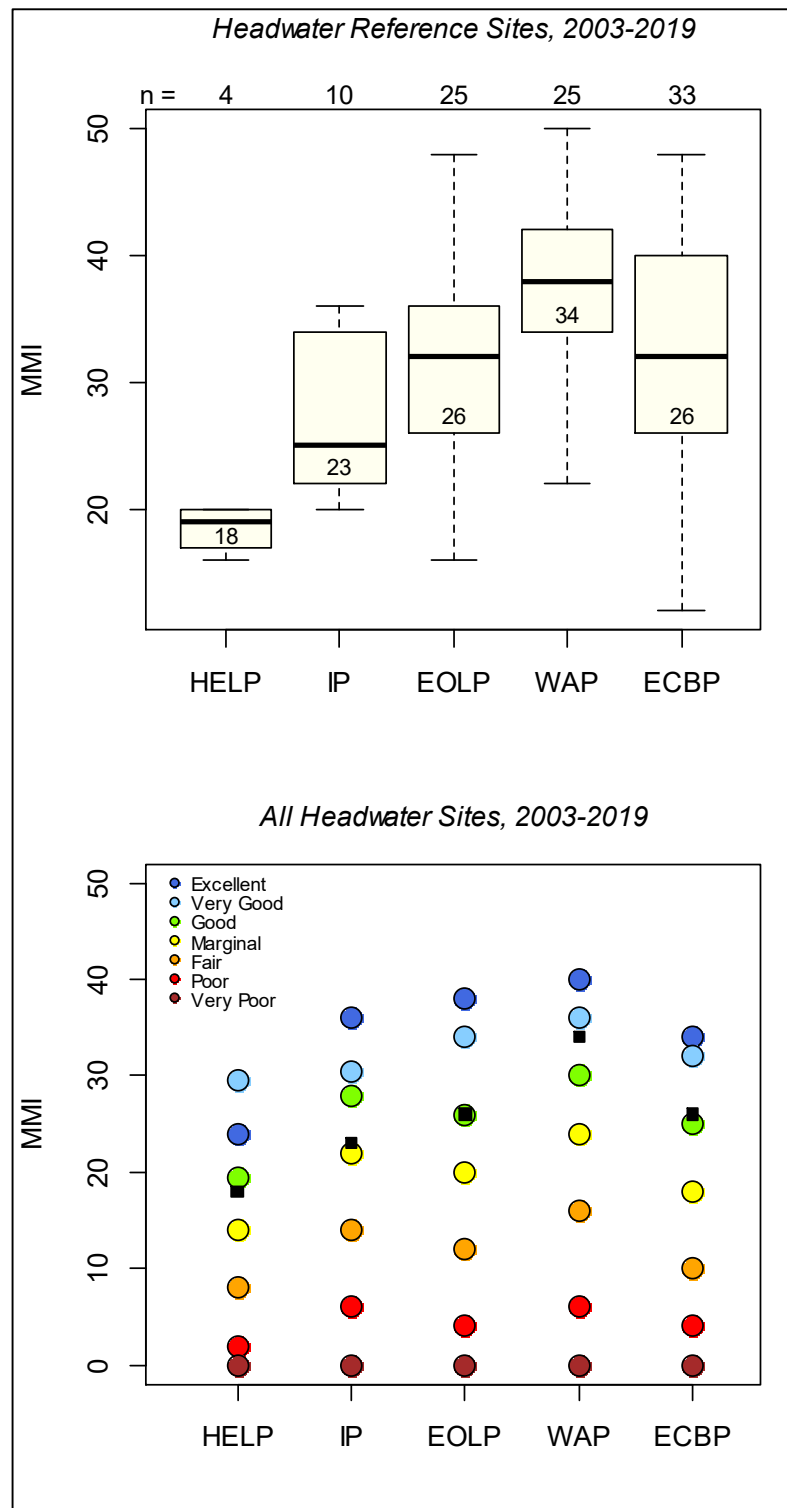 Headwater Reference Sites, 2003-2019
n = 4 10 25 25 33
50
40
30
20
MMI
18
23
26
34
26
HELP IP EOLP WAP ECBP
All Headwater Sites, 2003-2019
50
40
30
20
10
0
MMI
Excellent
Very Good
Good
Marginal
Fair
Poor
Very Poor
HELP IP EOLP WAP ECBP